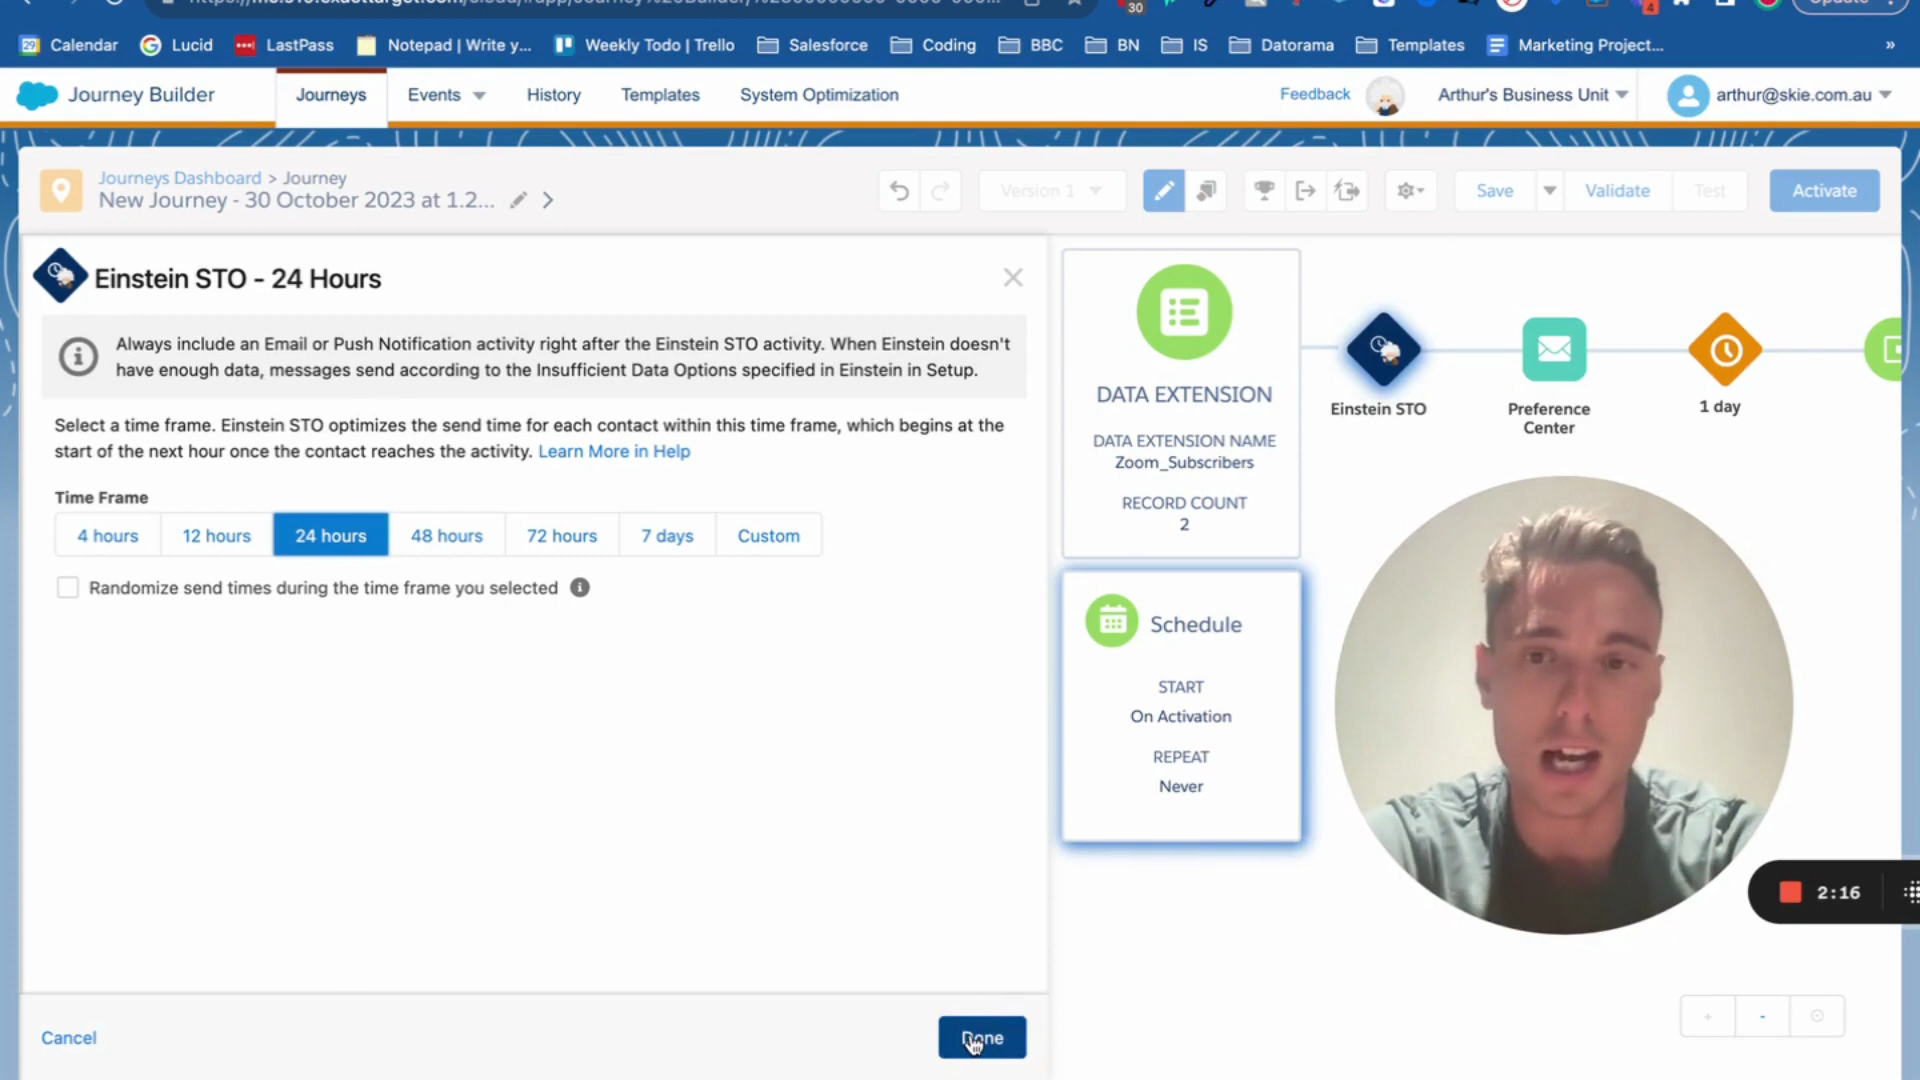 30
4
Update
Calendar
Lucid
LastPass
Notepad | Write y...
Weekly Todo | Trello
Salesforce
Coding
BBC
BN
IS
Datorama
Templates
Marketing Project...
»
Journey Builder
Journeys
Events
History
Templates
System Optimization
Feedback
Arthur's Business Unit
arthur@skie.com.au
Journeys Dashboard > Journey
New Journey - 30 October 2023 at 1.2...
Version 1
Save
Validate
Test
Activate
Einstein STO - 24 Hours
Always include an Email or Push Notification activity right after the Einstein STO activity. When Einstein doesn't
have enough data, messages send according to the Insufficient Data Options specified in Einstein in Setup.
Select a time frame. Einstein STO optimizes the send time for each contact within this time frame, which begins at the
start of the next hour once the contact reaches the activity. Learn More in Help
Time Frame
4 hours
12 hours
24 hours
48 hours
72 hours
7 days
Custom
Randomize send times during the time frame you selected
Cancel
Done
DATA EXTENSION
DATA EXTENSION NAME
Zoom_Subscribers
RECORD COUNT
2
Schedule
START
On Activation
REPEAT
Never
Einstein STO
Preference
Center
1 day
2:16